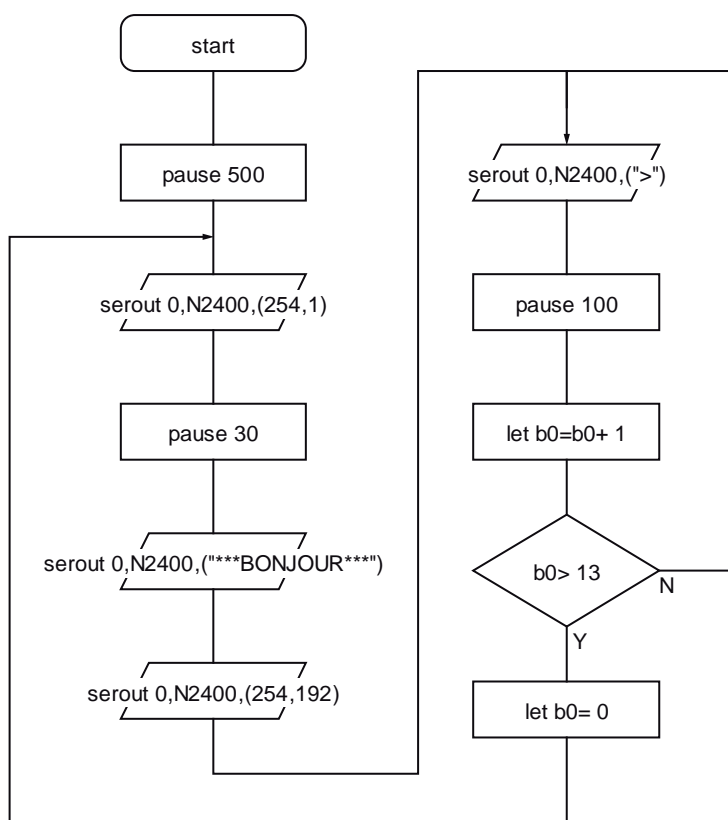 start
pause 500
serout 0,N2400,(254,1)
pause 30
serout 0,N2400,("***BONJOUR***")
serout 0,N2400,(254,192)
serout 0,N2400,(">")
pause 100
let b0=b0+ 1
b0> 13
N
Y
let b0= 0